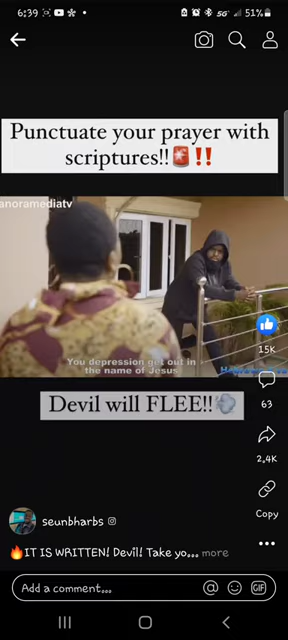 6:39
5G
51%
Punctuate your prayer with
scriptures!!🚨‼️
anoramediatv
You depression get out in
the name of Jesus
Devil will FLEE!!💨
15K
63
2,4K
Copy
seunbharbs
🔥IT IS WRITTEN! Devil! Take yo... more
Add a comment...
GIF